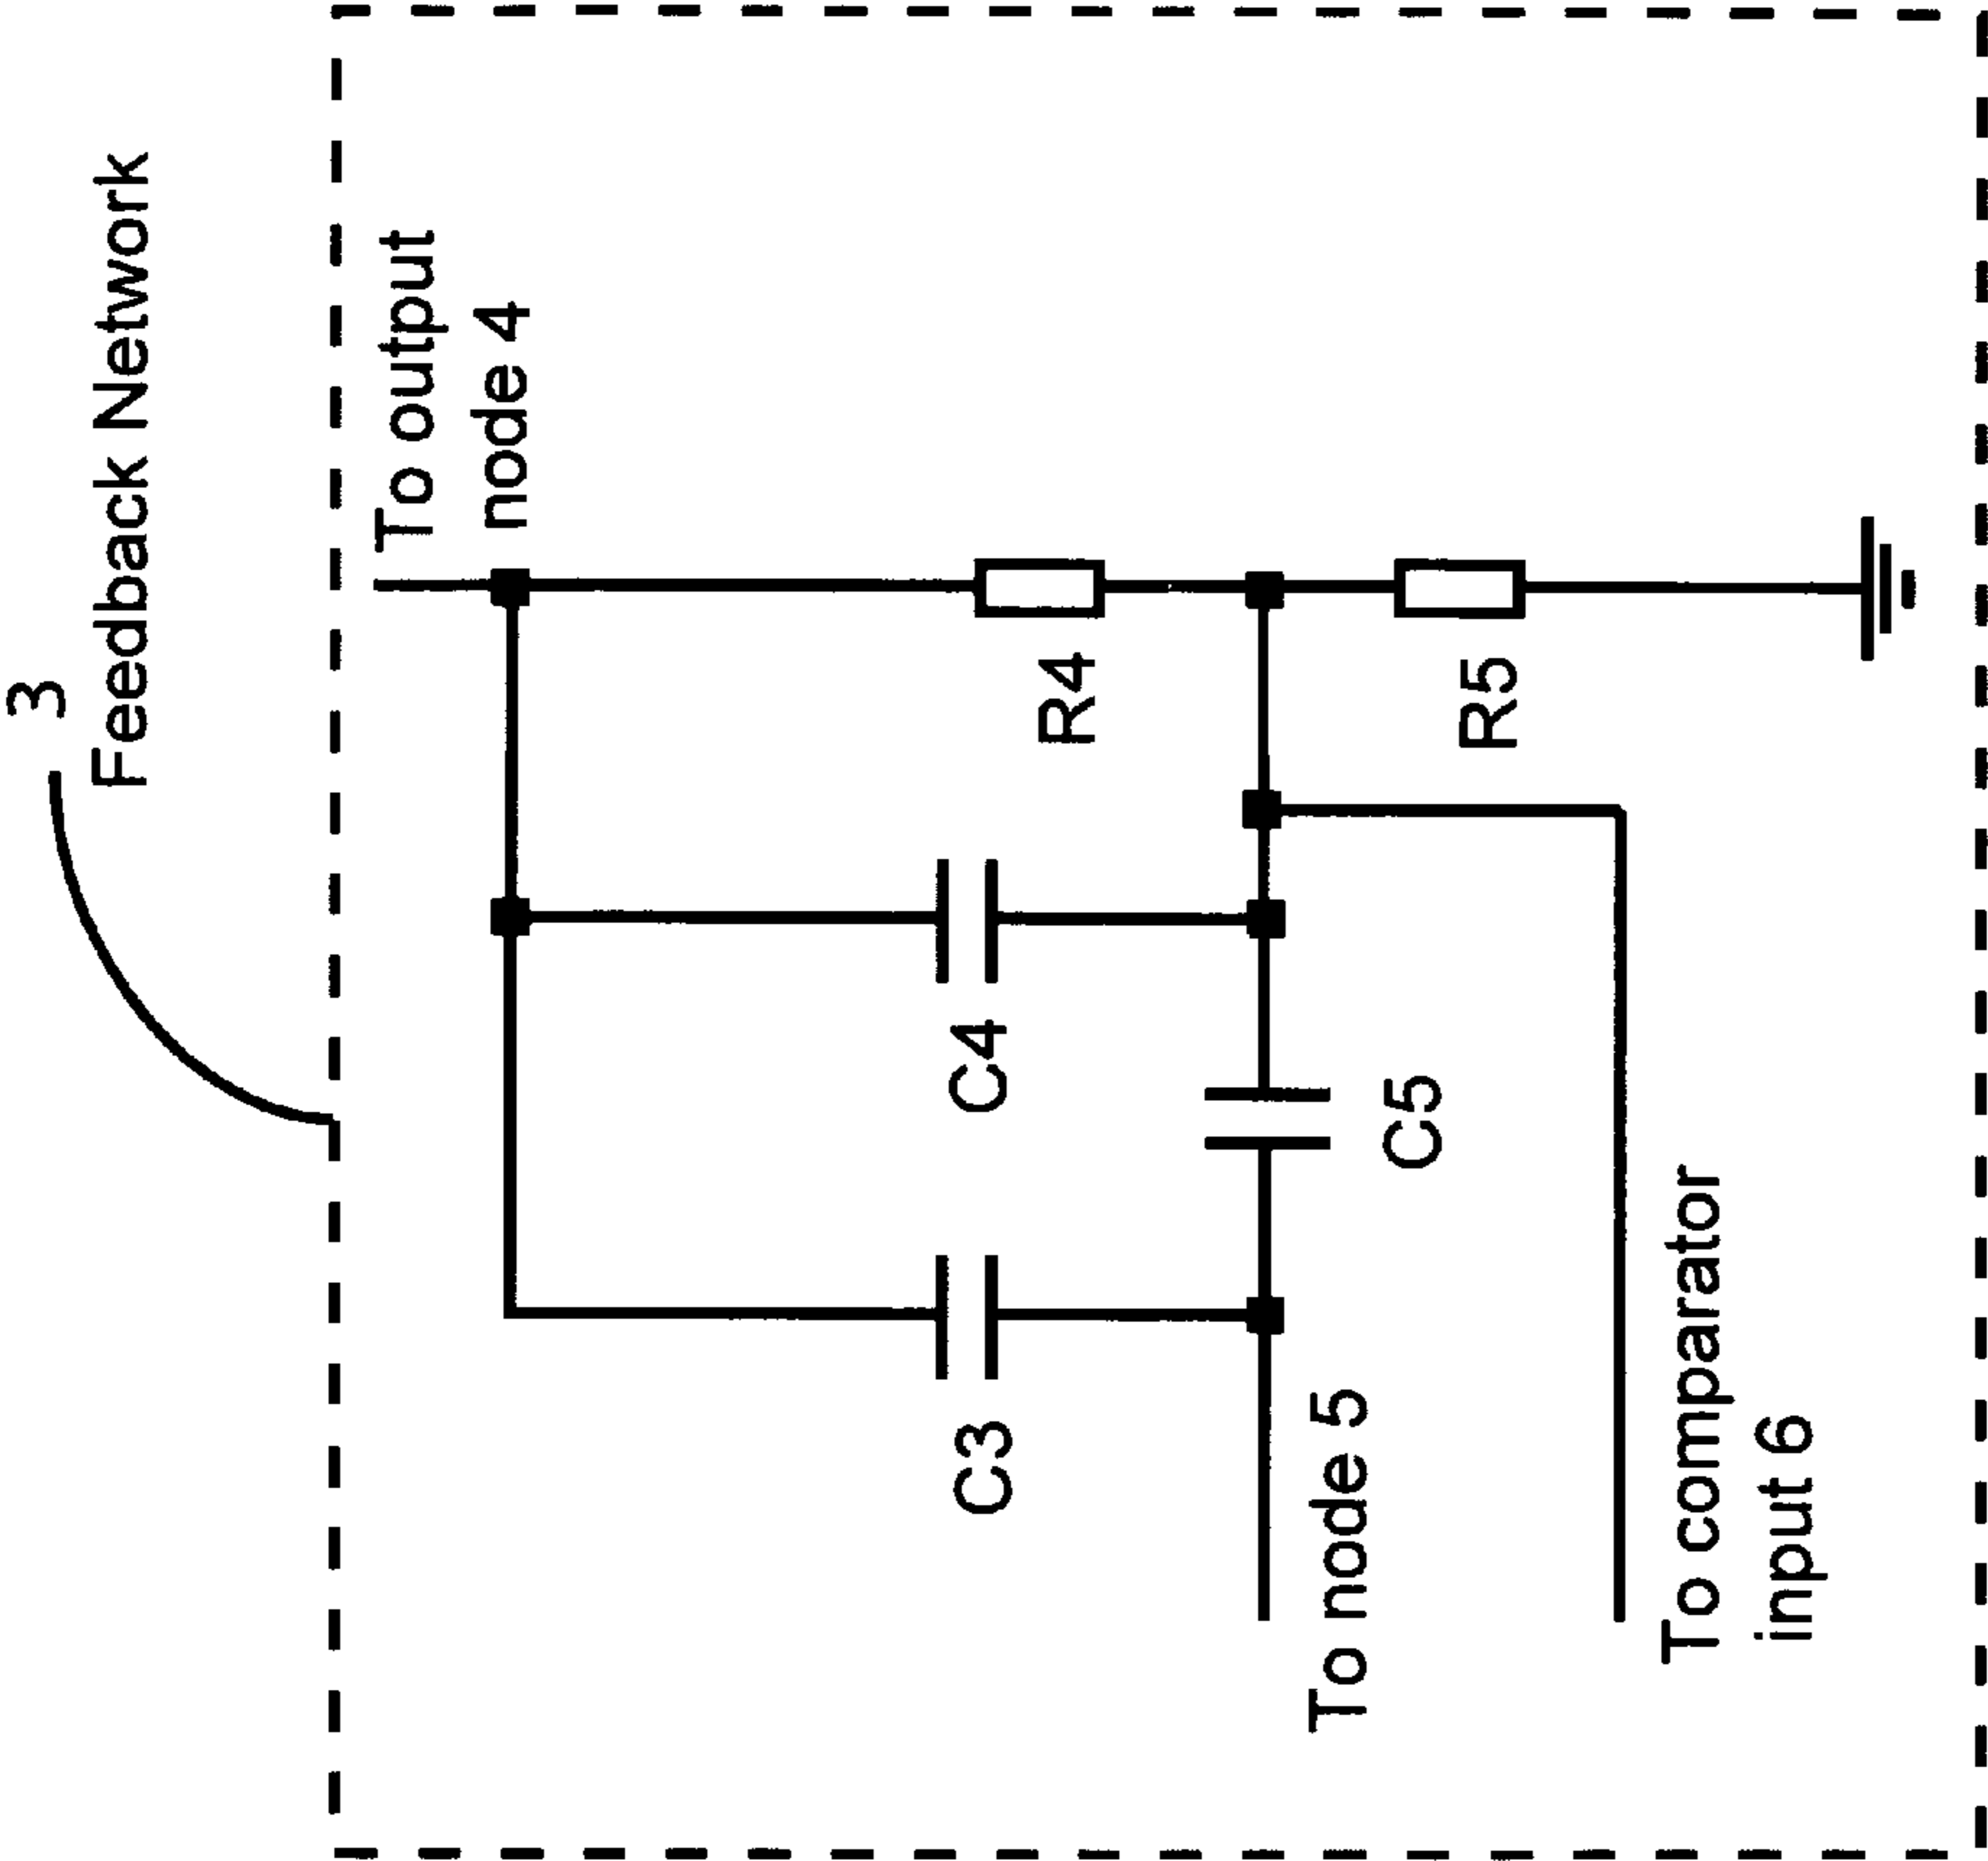 3
Feedback Network
To output
node 4
R4
R5
C4
C5
C3
To node 5
To comparator
input 6